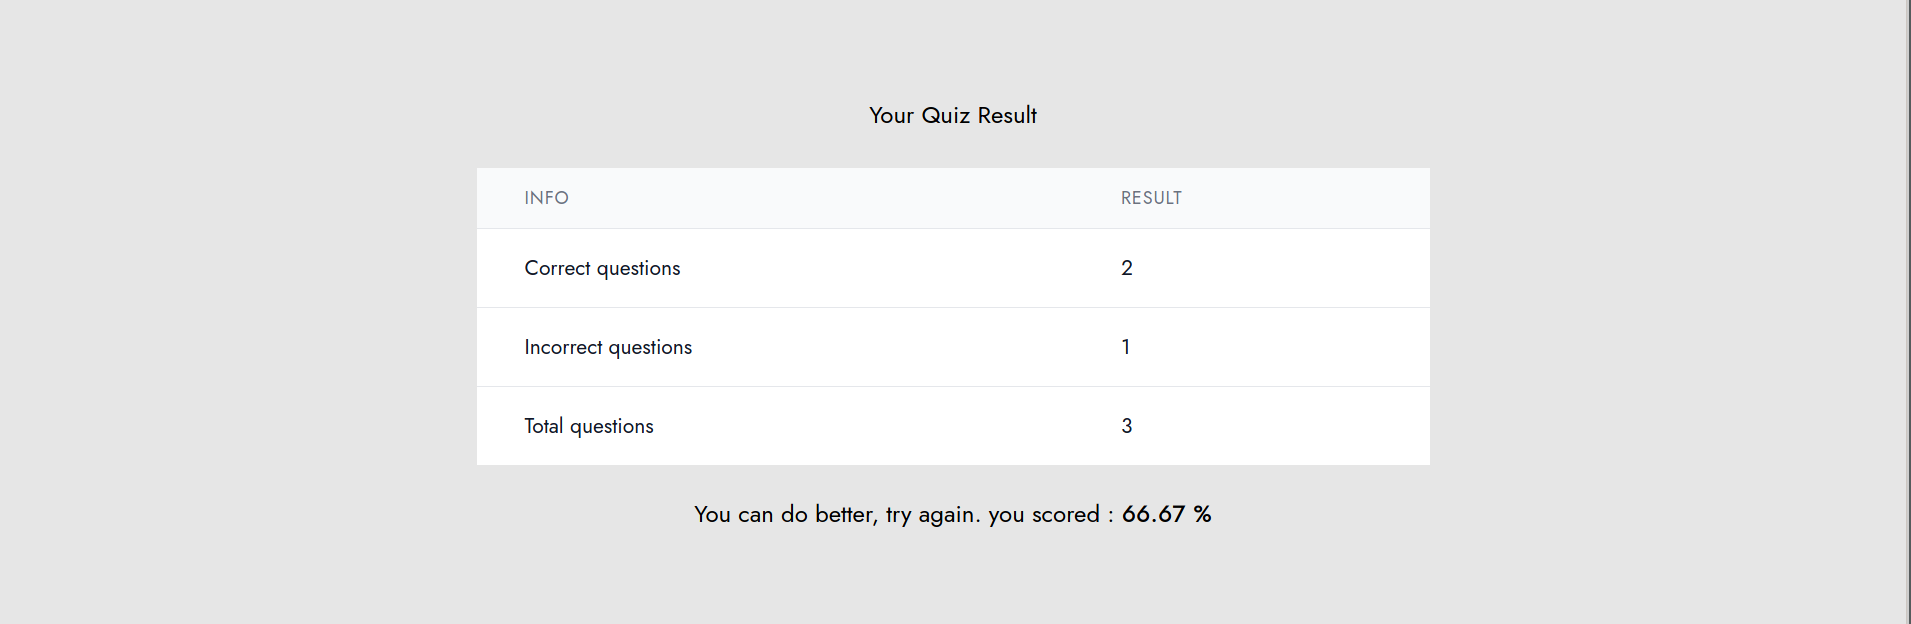 Your Quiz Result
INFO RESULT
Correct questions 2
Incorrect questions 1
Total questions 3
You can do better, try again. you scored : 66.67 %